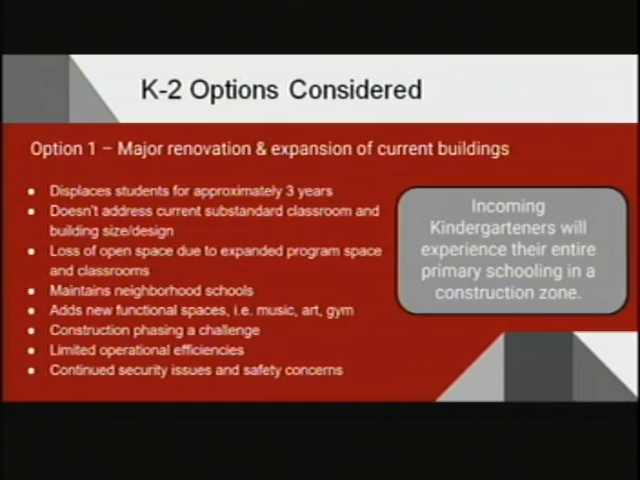 K-2 Options Considered
Option 1 – Major renovation & expansion of current buildings
• Displaces students for approximately 3 years
• Doesn't address current substandard classroom and
building size/design
• Loss of open space due to expanded program space
and classrooms
• Maintains neighborhood schools
• Adds new functional spaces, i.e. music, art, gym
• Construction phasing a challenge
• Limited operational efficiencies
• Continued security issues and safety concerns
Incoming
Kindergarteners will
experience their entire
primary schooling in a
construction zone.